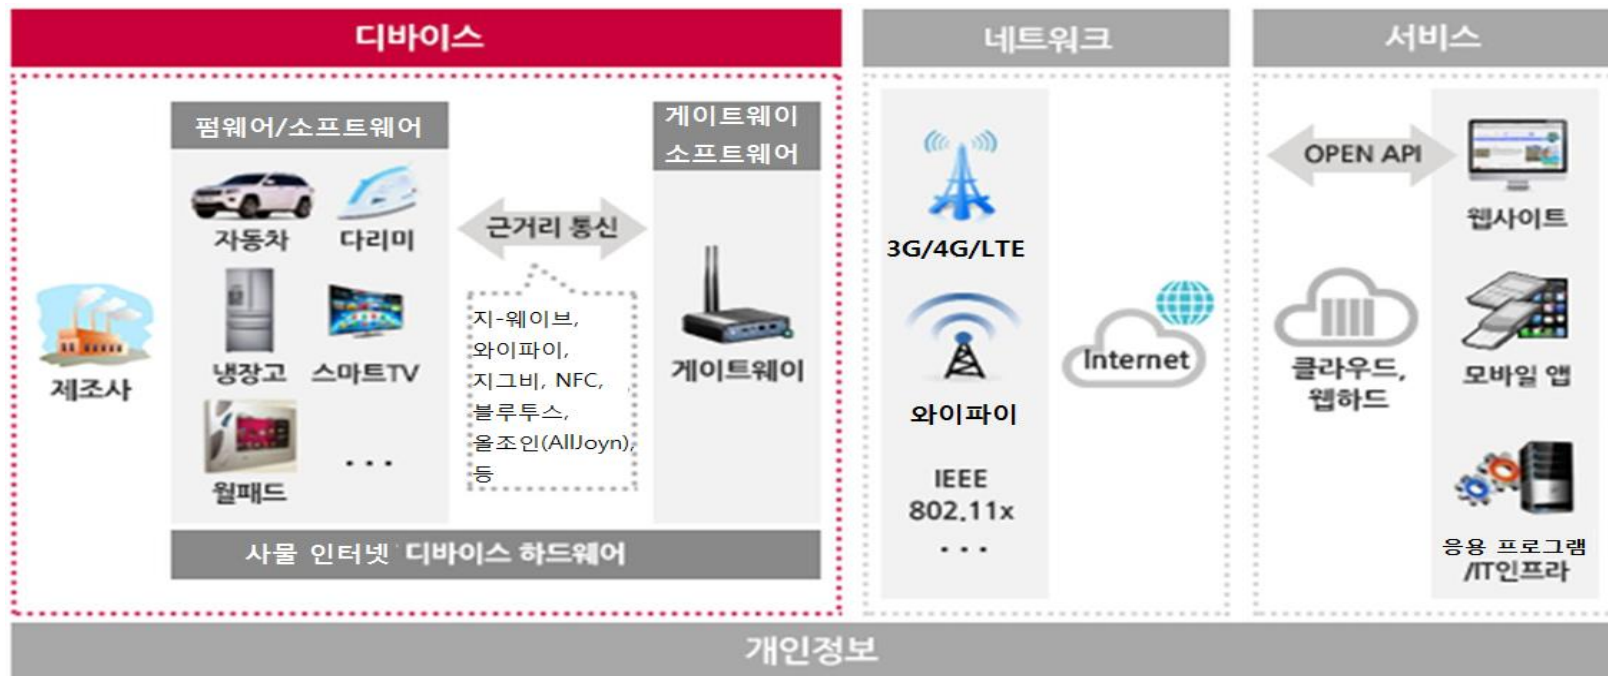 디바이스
네트워크
서비스
펌웨어/소프트웨어
게이트웨이
소프트웨어
자동차
다리미
냉장고
스마트TV
월패드
...
제조사
근거리 통신
지-웨이브,
와이파이,
지그비, NFC,
블루투스,
올조인(AllJoyn),
등
게이트웨이
사물 인터넷 디바이스 하드웨어
3G/4G/LTE
와이파이
IEEE
802.11x
...
Internet
OPEN API
웹사이트
클라우드,
웹하드
모바일 앱
응용 프로그램
/IT인프라
개인정보